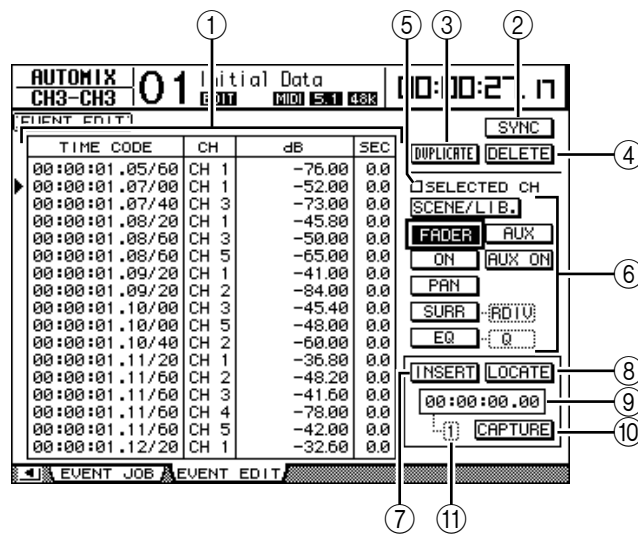 ① ⑤ ③ ②
AUTOMIX
CH3-CH3
01 Initial Data
EDIT MIDI 5.1 48k
00:00:27.17
EVENT EDIT
SYNC
DUPLICATE DELETE ④
TIME CODE CH dB SEC
00:00:01.05/60 CH 1 -76.00 0.0
00:00:01.07/00 CH 1 -52.00 0.0
00:00:01.07/40 CH 3 -73.00 0.0
00:00:01.08/20 CH 1 -45.80 0.0
00:00:01.08/60 CH 3 -50.00 0.0
00:00:01.08/60 CH 5 -65.00 0.0
00:00:01.09/20 CH 1 -41.00 0.0
00:00:01.09/20 CH 2 -84.00 0.0
00:00:01.10/00 CH 3 -45.40 0.0
00:00:01.10/00 CH 5 -48.00 0.0
00:00:01.10/40 CH 2 -60.00 0.0
00:00:01.11/20 CH 1 -36.80 0.0
00:00:01.11/60 CH 2 -48.20 0.0
00:00:01.11/60 CH 3 -41.60 0.0
00:00:01.11/60 CH 4 -78.00 0.0
00:00:01.11/60 CH 5 -42.00 0.0
00:00:01.12/20 CH 1 -32.60 0.0
SELECTED CH
SCENE/LIB.
FADER AUX
ON AUX ON
PAN
SURR RDIV
EQ Q
⑥
INSERT LOCATE ⑧
00:00:00.00 ⑨
1 CAPTURE ⑩
EVENT JOB EVENT EDIT
⑦ ⑪